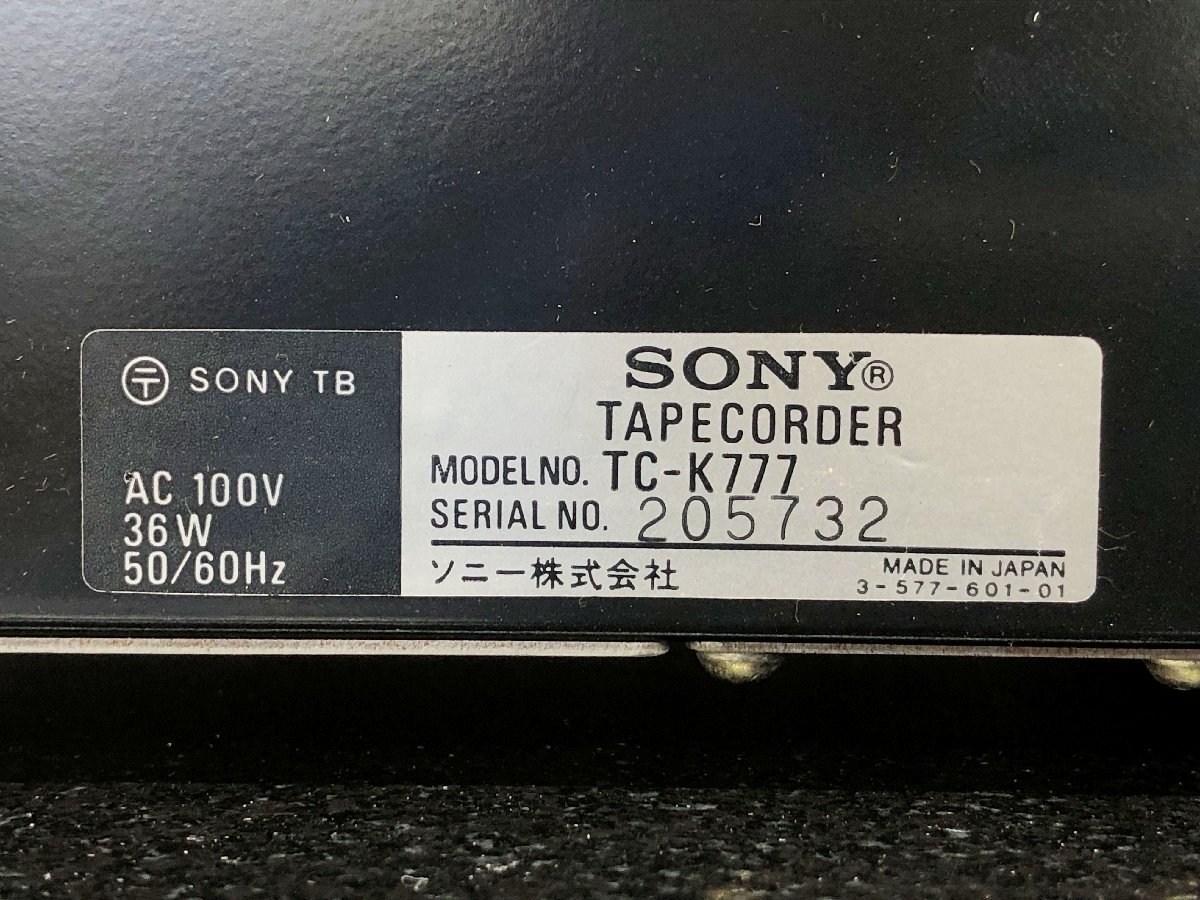 〶 SONY TB
AC 100V
36W
50/60Hz
SONY®
TAPECORDER
MODEL NO. TC-K777
SERIAL NO. 205732
ソニー株式会社
MADE IN JAPAN
3-577-601-01